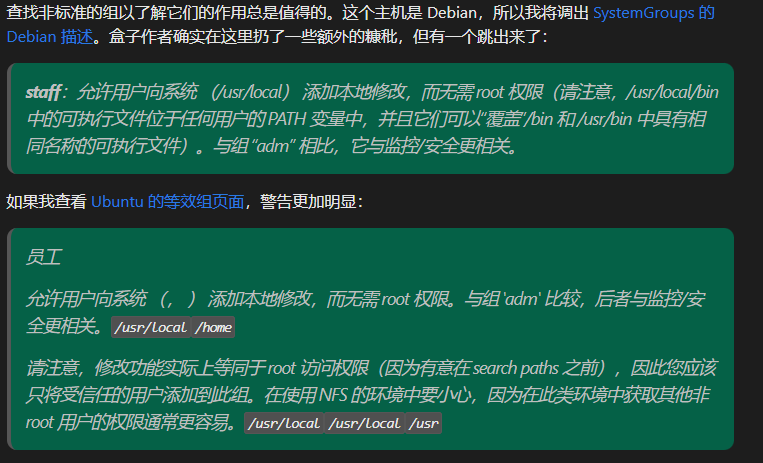 查找非标准的组以了解它们的作用总是值得的。这个主机是 Debian，所以我将调出 SystemGroups 的
Debian 描述。盒子作者确实在这里扔了一些额外的糠秕，但有一个跳出来了：
staff：允许用户向系统 （/usr/local） 添加本地修改，而无需 root 权限（请注意，/usr/local/bin
中的可执行文件位于任何用户的 PATH 变量中，并且它们可以“覆盖”/bin 和 /usr/bin 中具有相
同名称的可执行文件）。与组 “adm” 相比，它与监控/安全更相关。
如果我查看 Ubuntu 的等效组页面，警告更加明显：
员工
允许用户向系统 （， ） 添加本地修改，而无需 root 权限。与组 'adm' 比较，后者与监控/安
全更相关。/usr/local /home
请注意，修改功能实际上等同于 root 访问权限（因为有意在 search paths 之前），因此您应该
只将受信任的用户添加到此组。在使用 NFS 的环境中要小心，因为在此类环境中获取其他非
root 用户的权限通常更容易。/usr/local /usr/local /usr